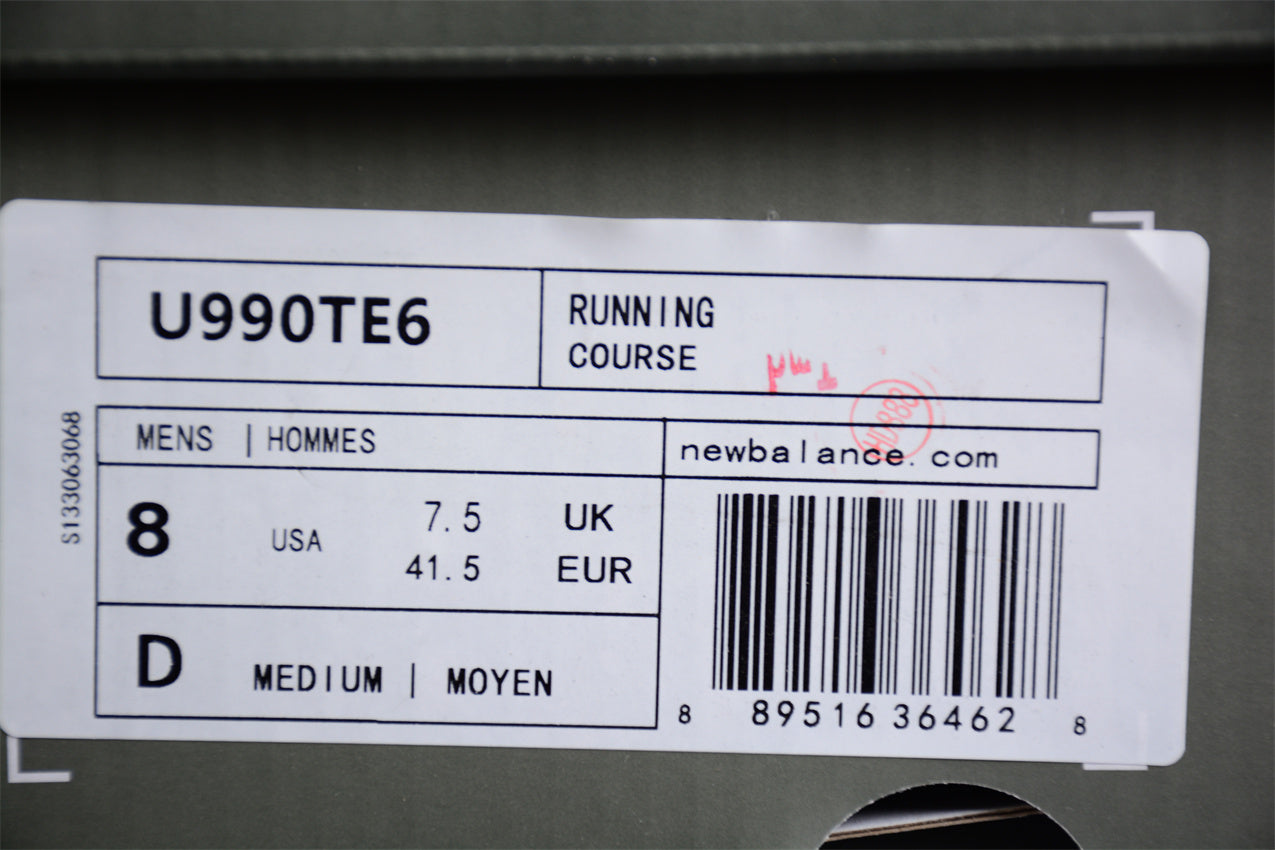 U990TE6
RUNNING
COURSE
MENS | HOMMES
newbalance.com
8 USA
7.5 UK
41.5 EUR
D MEDIUM | MOYEN
8 89516 36462 8
S133063068
HD888